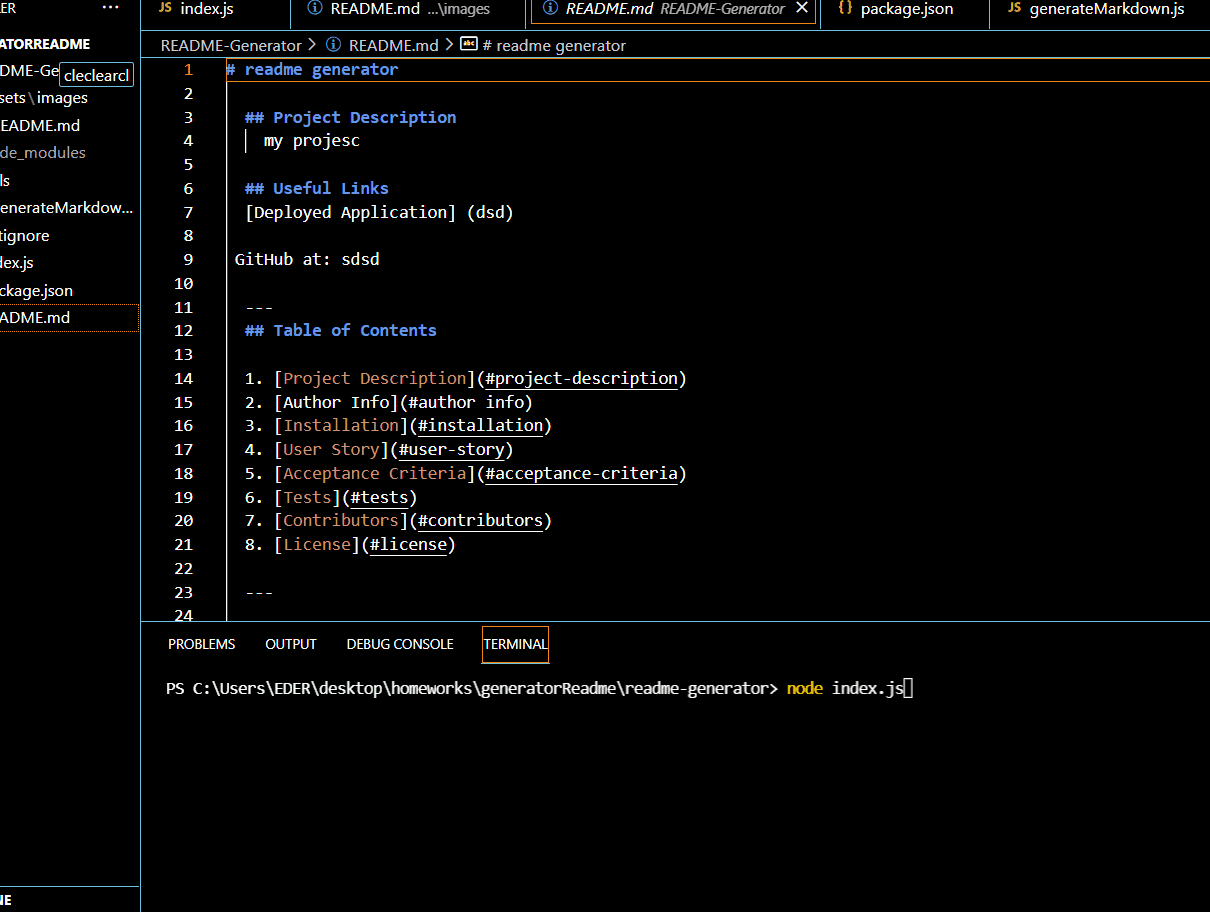 ER ···
JS index.js
README.md ...\images
README.md README-Generator
{} package.json
JS generateMarkdown.js
ATORREADME
DME-Ge
cleclearcl
sets\images
EADME.md
de_modules
ls
enerateMarkdow...
tignore
dex.js
ckage.json
ADME.md
NE
README-Generator > README.md > abc # readme generator
1 # readme generator
2
3 ## Project Description
4 my projesc
5
6 ## Useful Links
7 [Deployed Application] (dsd)
8
9 GitHub at: sdsd
10
11 ---
12 ## Table of Contents
13
14 1. [Project Description](#project-description)
15 2. [Author Info](#author info)
16 3. [Installation](#installation)
17 4. [User Story](#user-story)
18 5. [Acceptance Criteria](#acceptance-criteria)
19 6. [Tests](#tests)
20 7. [Contributors](#contributors)
21 8. [License](#license)
22
23 ---
24
PROBLEMS OUTPUT DEBUG CONSOLE TERMINAL
PS C:\Users\EDER\desktop\homeworks\generatorReadme\readme-generator> node index.js